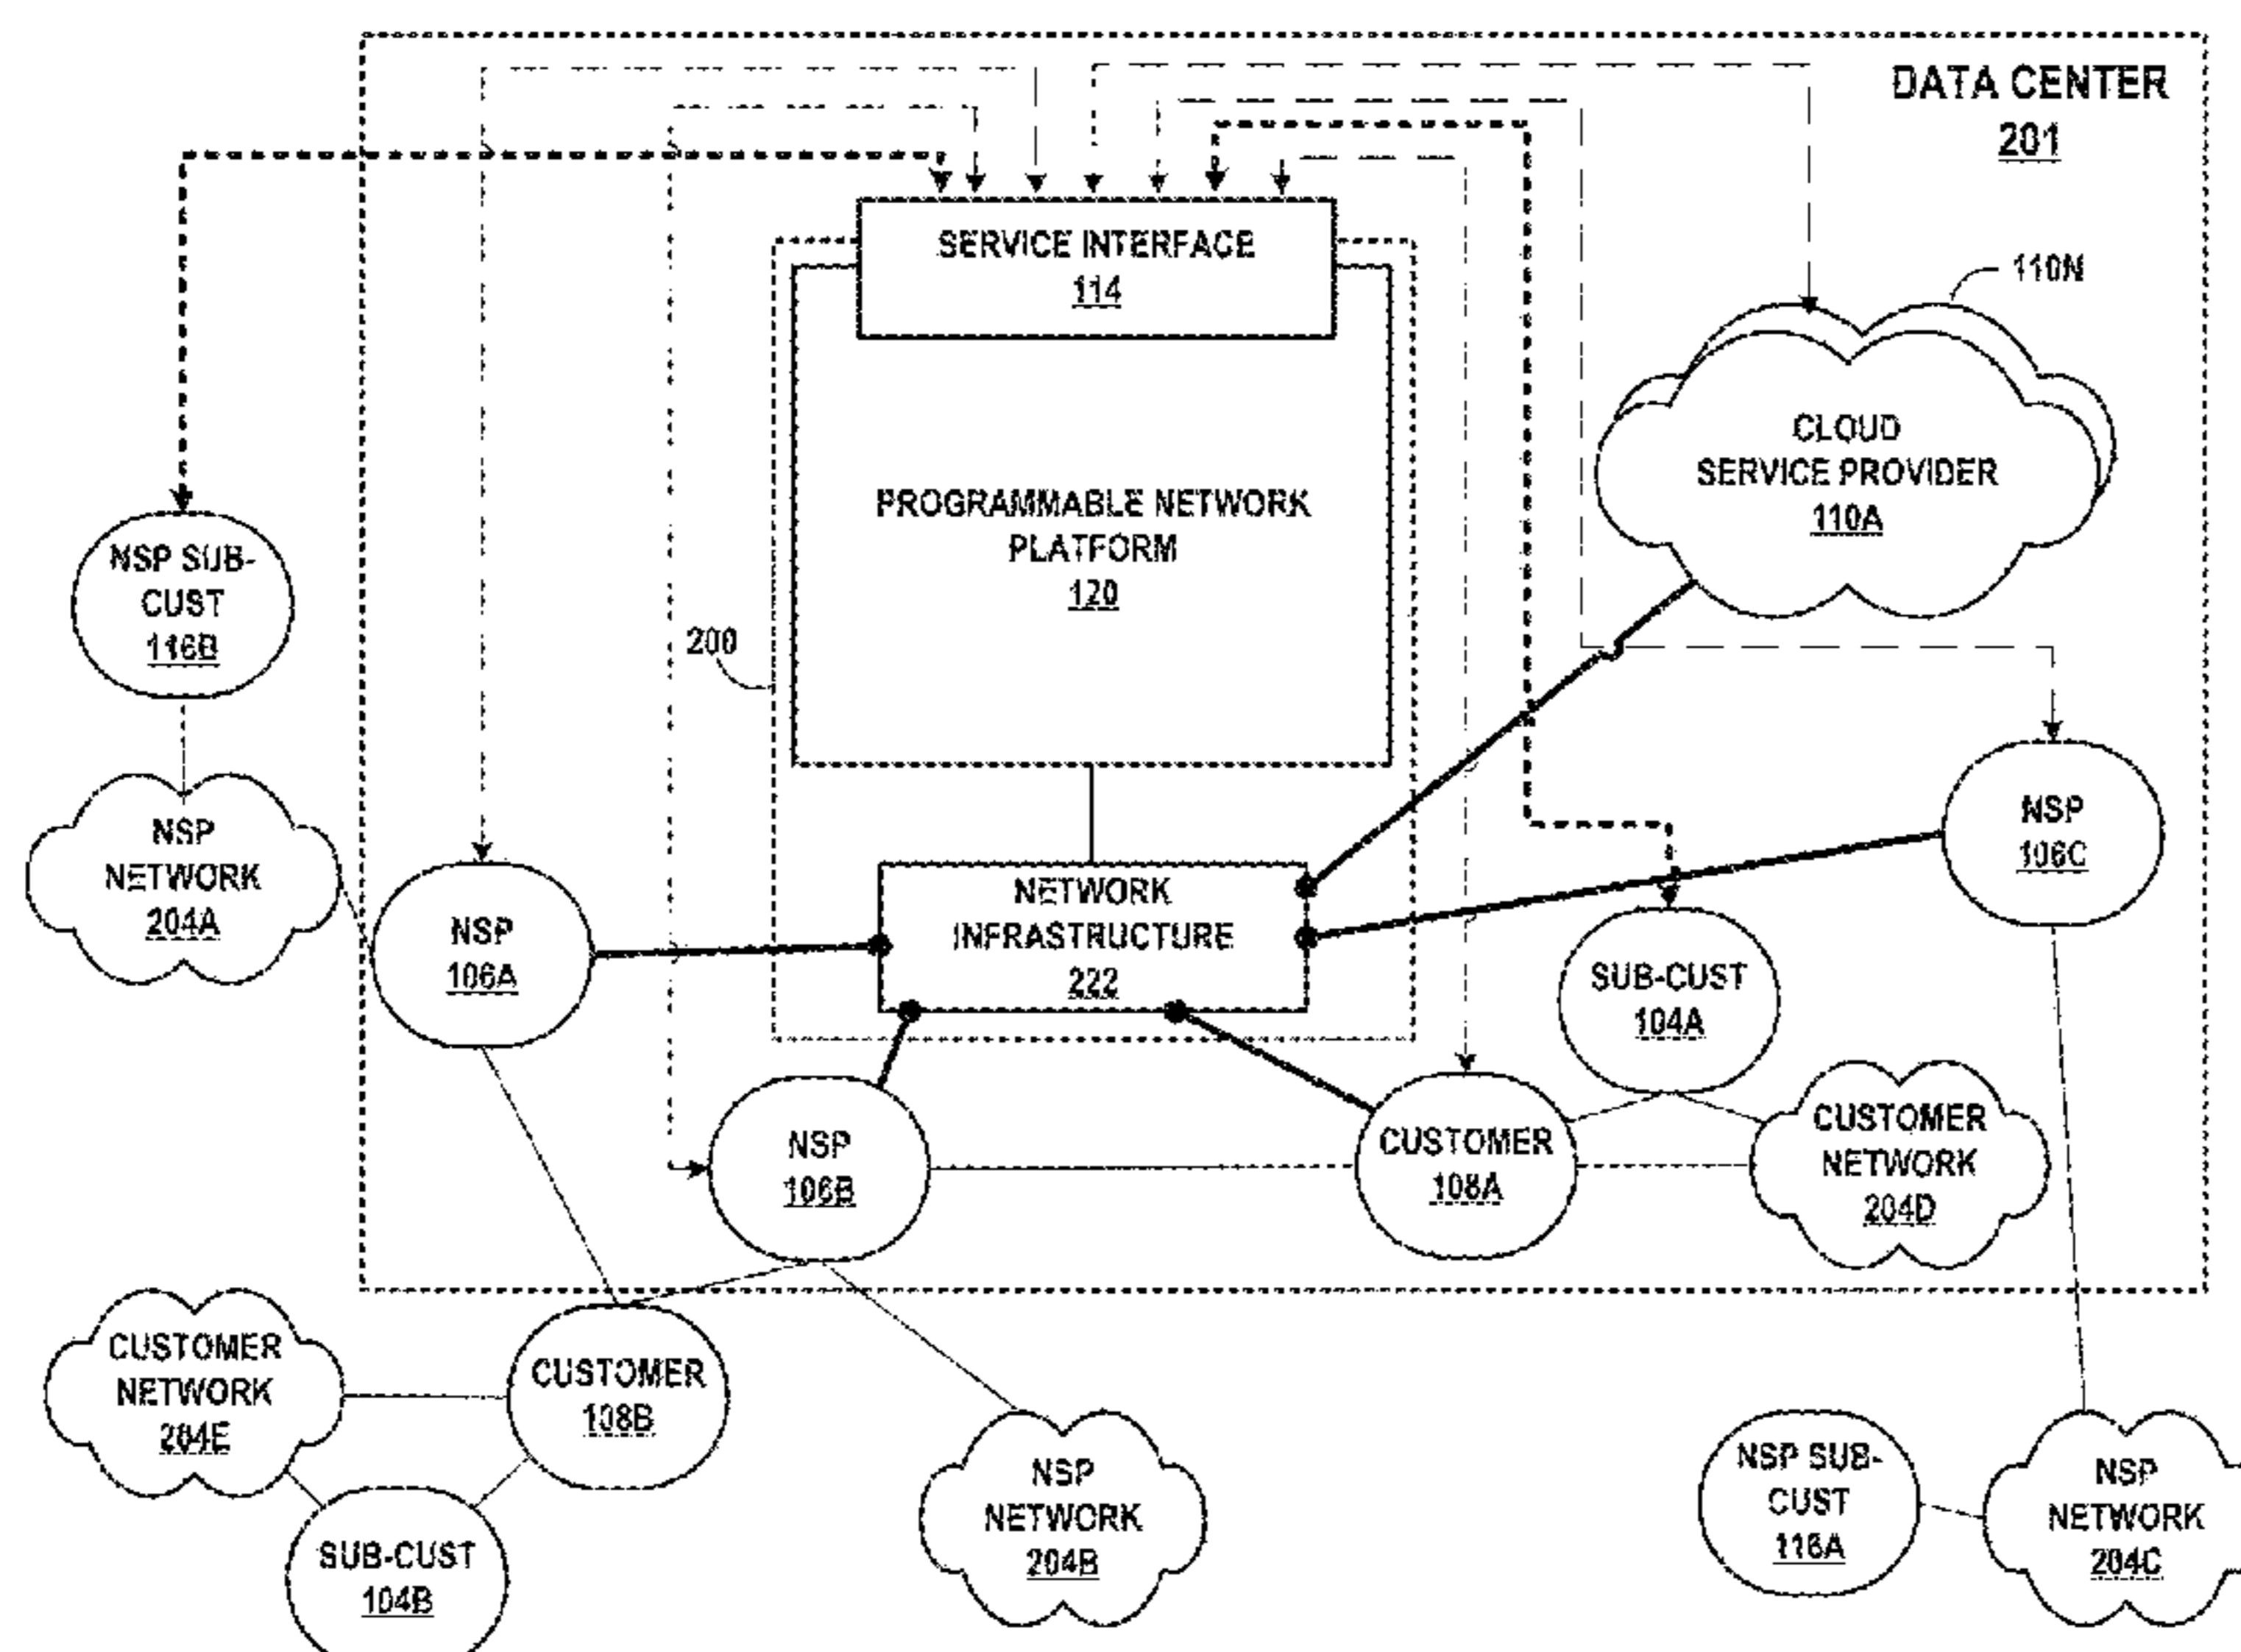 DATA CENTER
201
SERVICE INTERFACE
114
110N
CLOUD
SERVICE PROVIDER
110A
PROGRAMMABLE NETWORK
PLATFORM
120
NSP SUB-
CUST
116B
200
NSP
NETWORK
204A
NSP
106A
NETWORK
INFRASTRUCTURE
222
NSP
106C
SUB-CUST
104A
NSP
106B
CUSTOMER
108A
CUSTOMER
NETWORK
204D
CUSTOMER
NETWORK
204E
CUSTOMER
108B
SUB-CUST
104B
NSP
NETWORK
204B
NSP SUB-
CUST
116A
NSP
NETWORK
204C